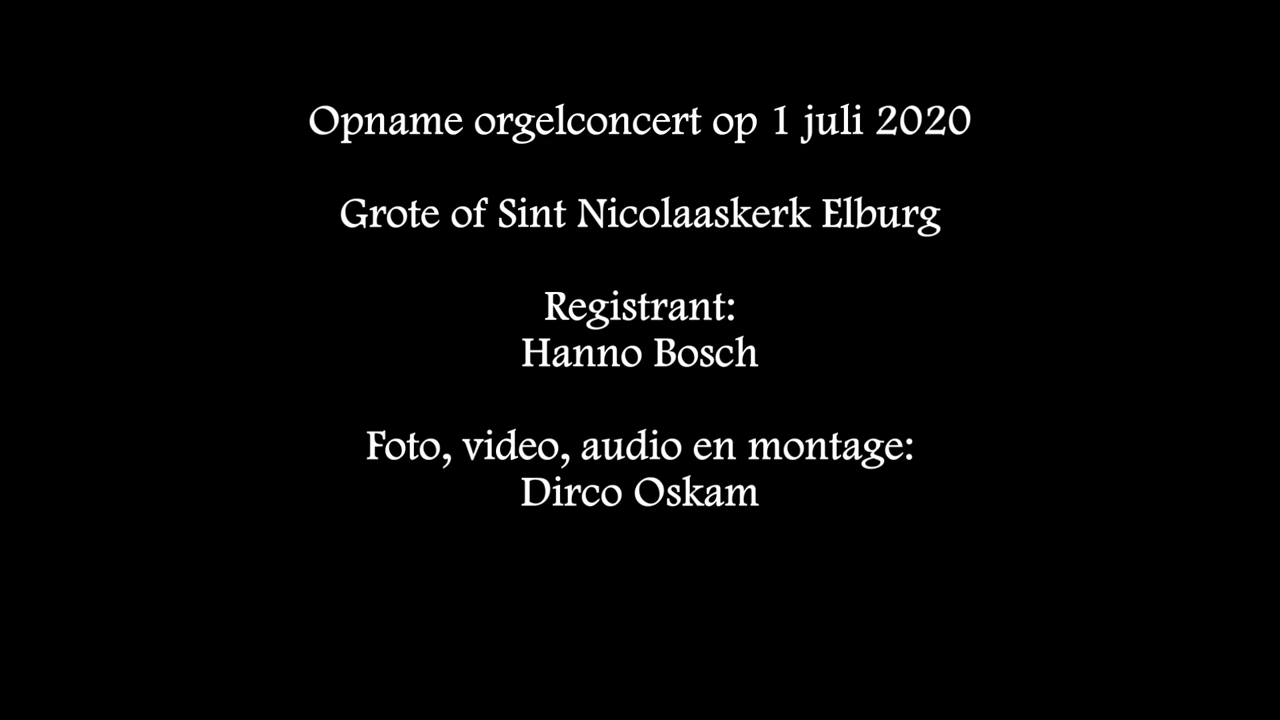 Opname orgelconcert op 1 juli 2020
Grote of Sint Nicolaaskerk Elburg
Registrant:
Hanno Bosch
Foto, video, audio en montage:
Dirco Oskam